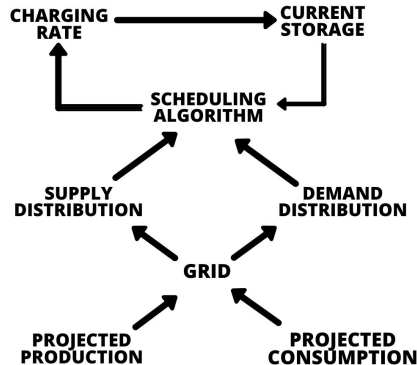 CHARGING
RATE
CURRENT
STORAGE
SCHEDULING
ALGORITHM
SUPPLY
DISTRIBUTION
DEMAND
DISTRIBUTION
GRID
PROJECTED
PRODUCTION
PROJECTED
CONSUMPTION